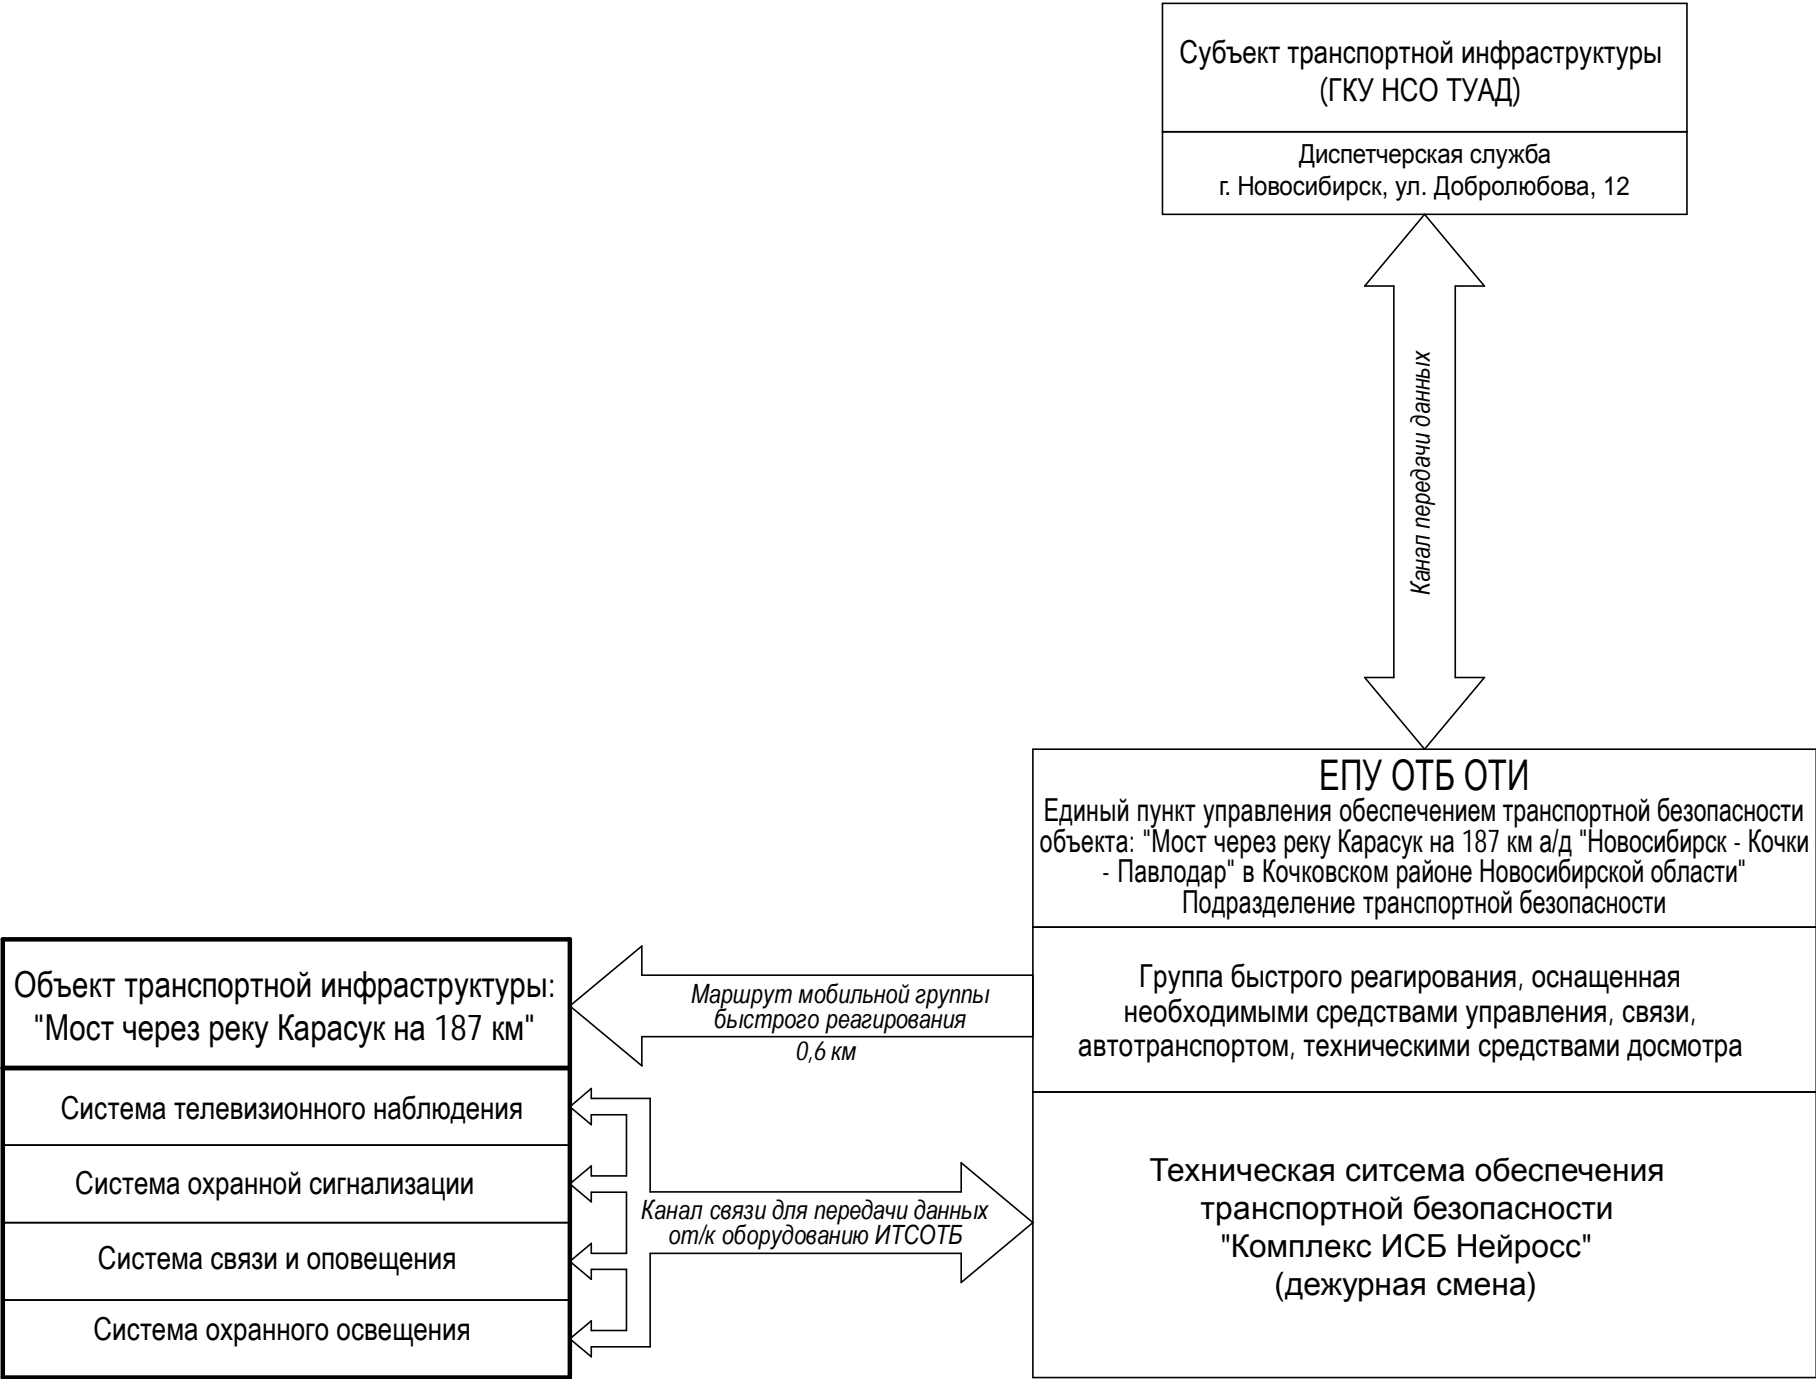 Субъект транспортной инфраструктуры
(ГКУ НСО ТУАД)
Диспетчерская служба
г. Новосибирск, ул. Добролюбова, 12
Канал передачи данных
ЕПУ ОТБ ОТИ
Единый пункт управления обеспечением транспортной безопасности
объекта: "Мост через реку Карасук на 187 км а/д "Новосибирск - Кочки
- Павлодар" в Кочковском районе Новосибирской области"
Подразделение транспортной безопасности
Объект транспортной инфраструктуры:
"Мост через реку Карасук на 187 км"
Маршрут мобильной группы
быстрого реагирования
0,6 км
Группа быстрого реагирования, оснащенная
необходимыми средствами управления, связи,
автотранспортом, техническими средствами досмотра
Система телевизионного наблюдения
Система охранной сигнализации
Система связи и оповещения
Система охранного освещения
Канал связи для передачи данных
от/к оборудованию ИТСОТБ
Техническая ситсема обеспечения
транспортной безопасности
"Комплекс ИСБ Нейросс"
(дежурная смена)